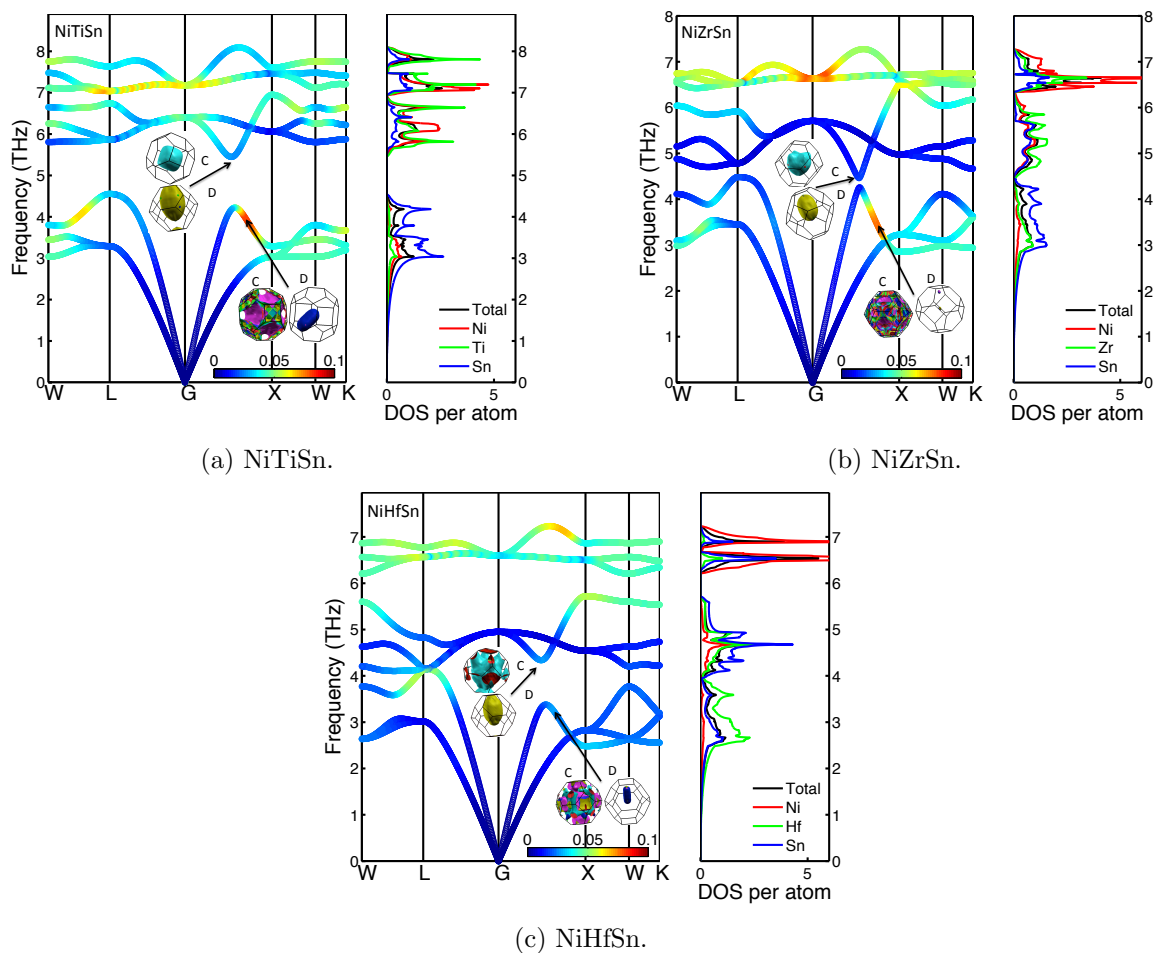 NiTiSn
8
7
6
5
4
3
2
1
0
Frequency (THz)
C
D
C
D
0 0.05 0.1
W L G X W K
8
7
6
5
4
3
2
1
0
Total
Ni
Ti
Sn
0 5
DOS per atom
(a) NiTiSn.
NiZrSn
8
7
6
5
4
3
2
1
0
Frequency (THz)
C
D
C
D
0 0.05 0.1
W L G X W K
8
7
6
5
4
3
2
1
0
Total
Ni
Zr
Sn
0 5
DOS per atom
(b) NiZrSn.
NiHfSn
7
6
5
4
3
2
1
0
Frequency (THz)
C
D
C
D
0 0.05 0.1
W L G X W K
7
6
5
4
3
2
1
0
Total
Ni
Hf
Sn
0 5
DOS per atom
(c) NiHfSn.